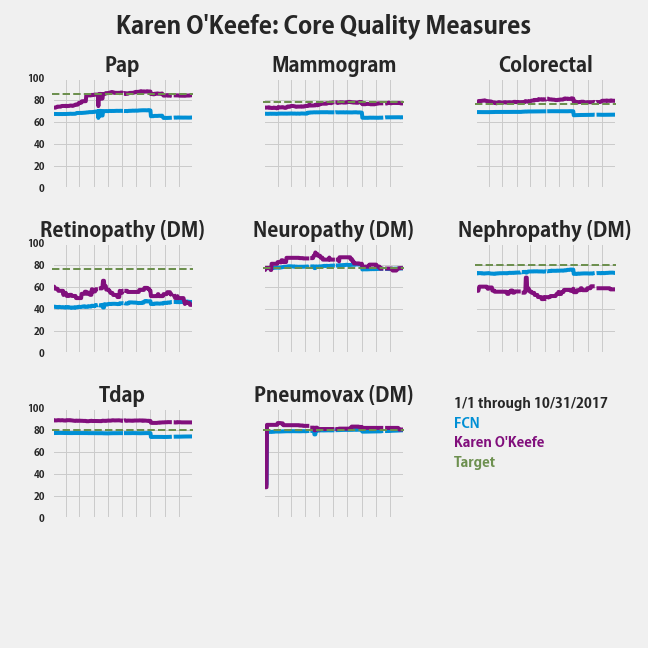 Karen O'Keefe: Core Quality Measures
Pap
Mammogram
Colorectal
100
80
60
40
20
0
Retinopathy (DM)
Neuropathy (DM)
Nephropathy (DM)
100
80
60
40
20
0
Tdap
Pneumovax (DM)
100
80
60
40
20
0
1/1 through 10/31/2017
FCN
Karen O'Keefe
Target